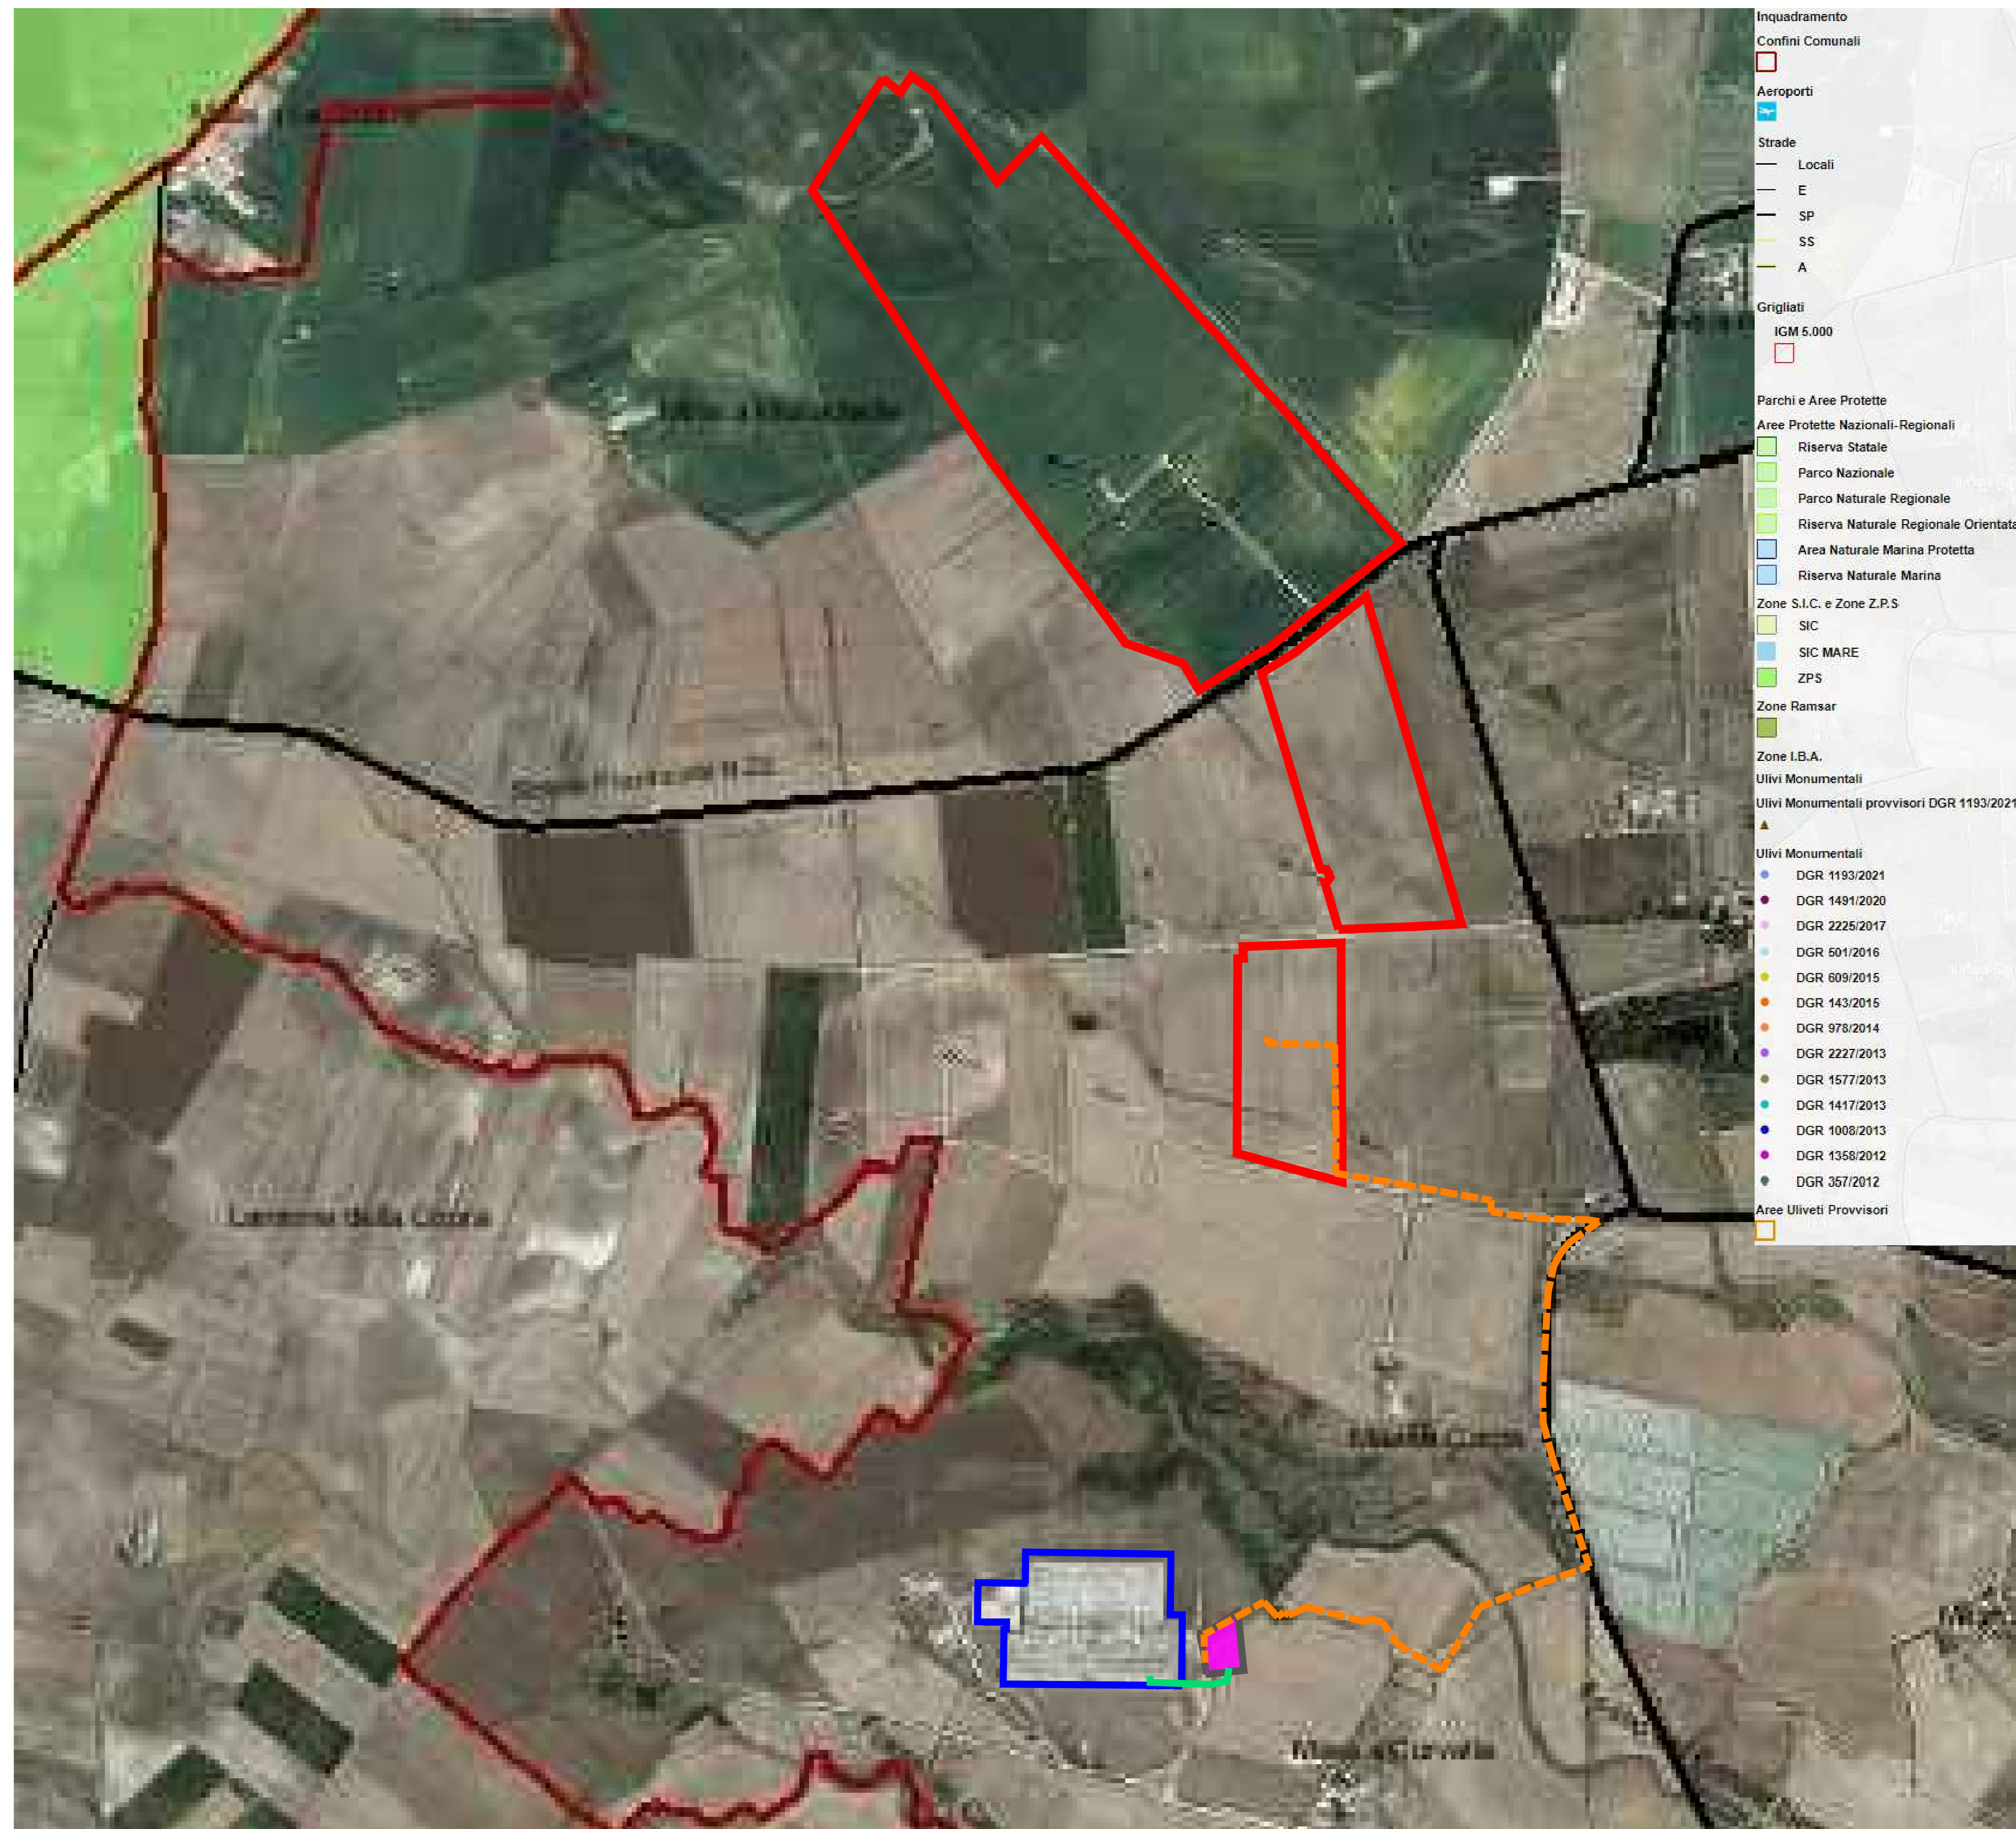 Inquadramento
Confini Comunali
Aeroporti
Strade
Locali
E
SP
SS
A
Grigliati
IGM 5.000
Parchi e Aree Protette
Aree Protette Nazionali-Regionali
Riserva Statale
Parco Nazionale
Parco Naturale Regionale
Riserva Naturale Regionale Orientata
Area Naturale Marina Protetta
Riserva Naturale Marina
Zone S.I.C. e Zone Z.P.S
SIC
SIC MARE
ZPS
Zone Ramsar
Zone I.B.A.
Ulivi Monumentali
Ulivi Monumentali provvisori DGR 1193/2021
Ulivi Monumentali
DGR 1193/2021
DGR 1491/2020
DGR 2225/2017
DGR 501/2016
DGR 609/2015
DGR 143/2015
DGR 978/2014
DGR 2227/2013
DGR 1577/2013
DGR 1417/2013
DGR 1008/2013
DGR 1358/2012
DGR 357/2012
Aree Uliveti Provvisori